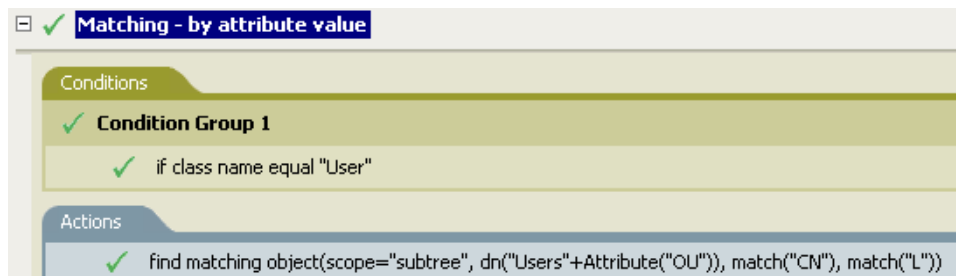 Matching - by attribute value
Conditions
Condition Group 1
if class name equal "User"
Actions
find matching object(scope="subtree", dn("Users"+Attribute("OU")), match("CN"), match("L"))